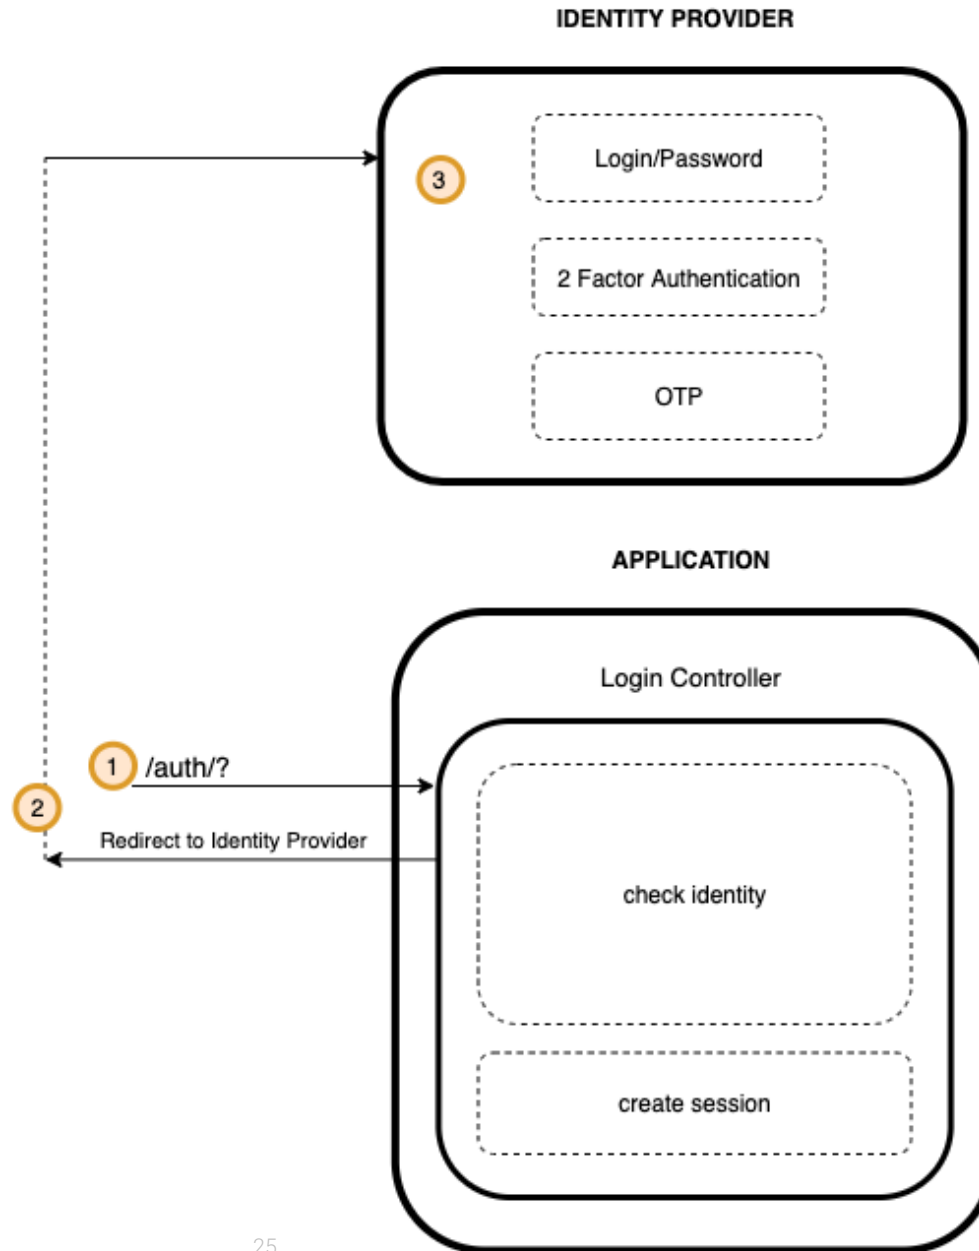 IDENTITY PROVIDER
Login/Password
3
2 Factor Authentication
OTP
APPLICATION
Login Controller
1 /auth/?
2
Redirect to Identity Provider
check identity
create session
25